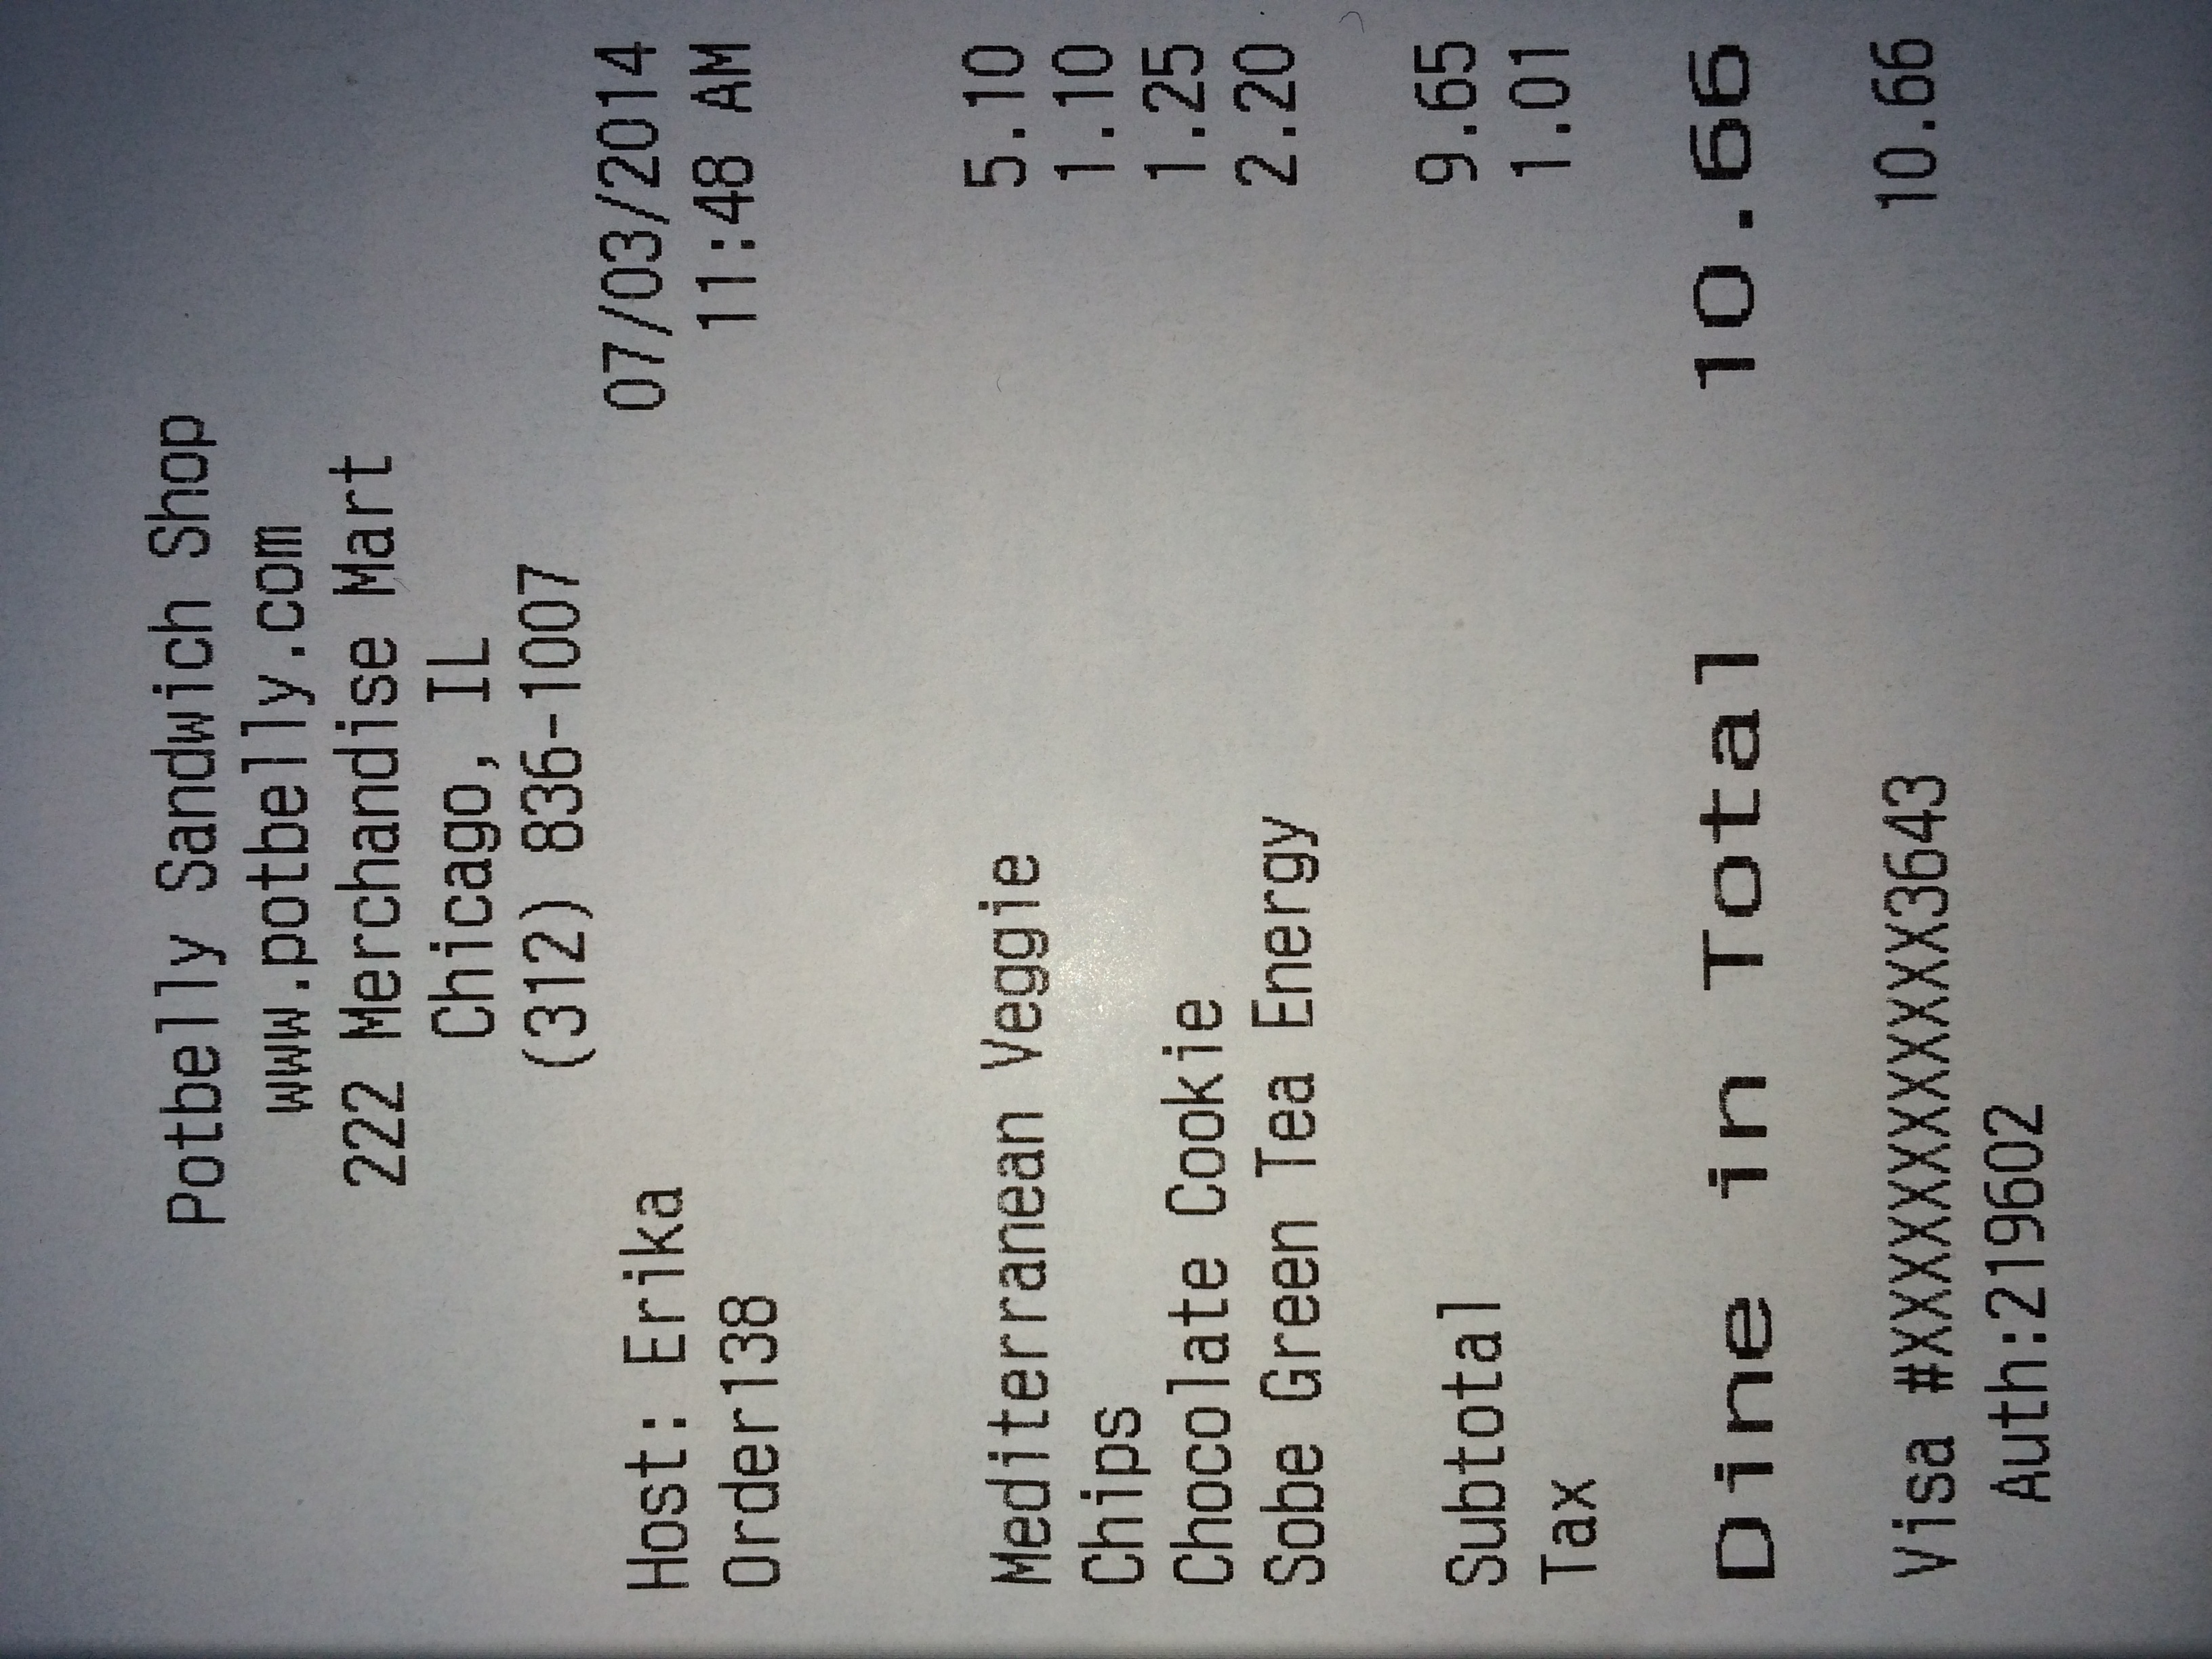 Potbelly Sandwich Shop
www.potbelly.com
222 Merchandise Mart
Chicago, IL
(312) 836-1007
Host: Erika 07/03/2014
Order138 11:48 AM
Mediterranean Veggie 5.10
Chips 1.10
Chocolate Cookie 1.25
Sobe Green Tea Energy 2.20
Subtotal 9.65
Tax 1.01
Dine in Total 10.66
Visa #XXXXXXXXXXXX3643 10.66
Auth:219602